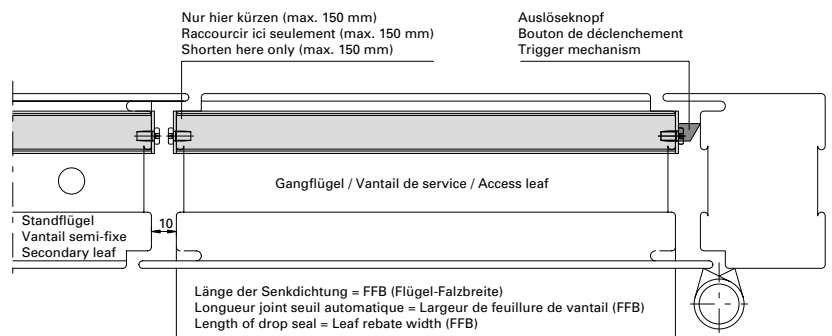 Nur hier kürzen (max. 150 mm)
Raccourcir ici seulement (max. 150 mm)
Shorten here only (max. 150 mm)
Auslöseknopf
Bouton de déclenchement
Trigger mechanism
Gangflügel / Vantail de service / Access leaf
Standflügel
Vantail semi-fixe
Secondary leaf
10
Länge der Senkdichtung = FFB (Flügel-Falzbreite)
Longueur joint seuil automatique = Largeur de feuillure de vantail (FFB)
Length of drop seal = Leaf rebate width (FFB)